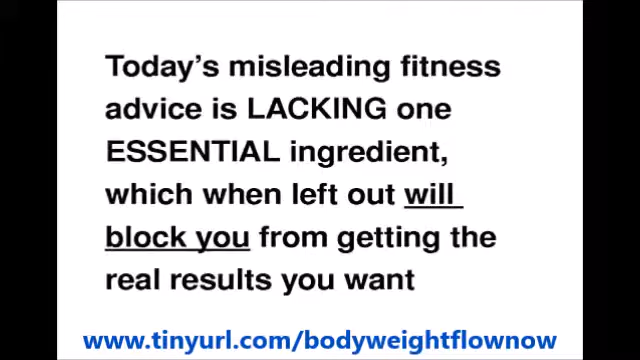 Today's misleading fitness
advice is LACKING one
ESSENTIAL ingredient,
which when left out will
block you from getting the
real results you want
www.tinyurl.com/bodyweightflownow